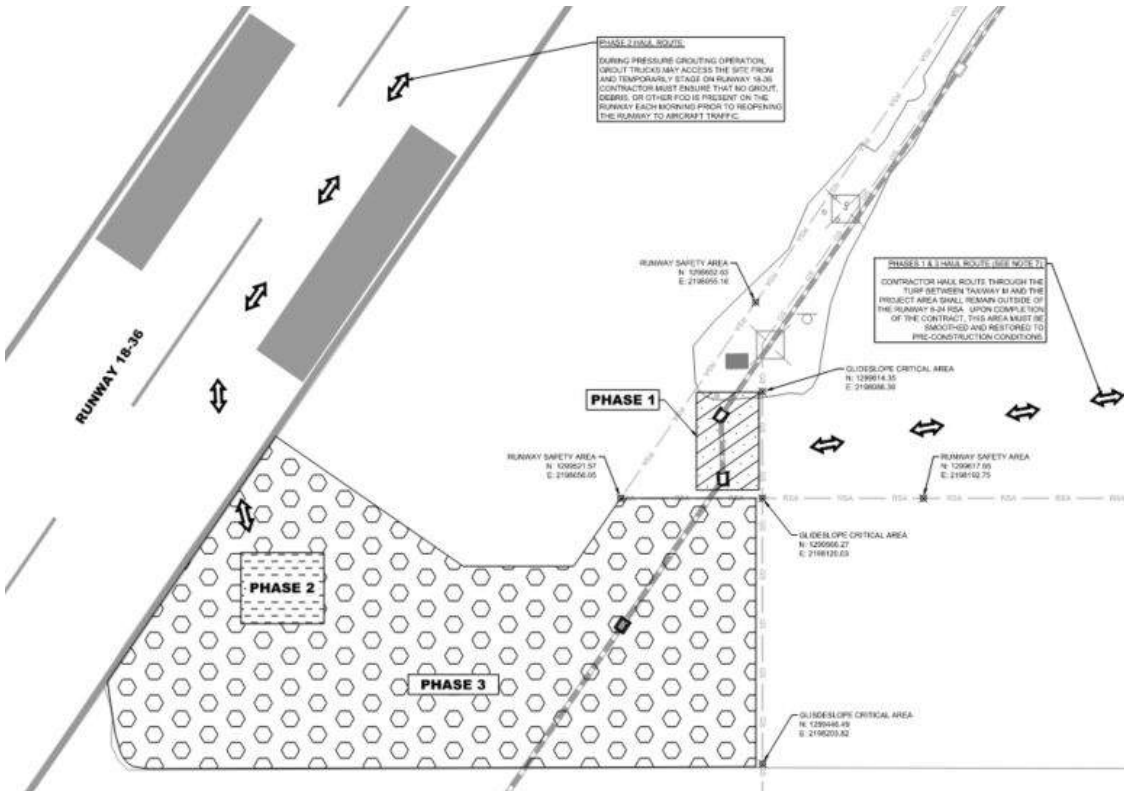 PHASE 2 HAUL ROUTE:
DURING PRESSURE GROUTING OPERATION,
GROUT TRUCKS MAY ACCESS THE SITE FROM
AND TEMPORARILY STAGE ON RUNWAY 18-36.
CONTRACTOR MUST ENSURE THAT NO GROUT,
DEBRIS, OR OTHER FOD IS PRESENT ON THE
RUNWAY EACH MORNING PRIOR TO REOPENING
THE RUNWAY TO AIRCRAFT TRAFFIC.
RUNWAY SAFETY AREA
PHASES 1 & 3 HAUL ROUTE (SEE NOTE 7)
CONTRACTOR HAUL ROUTE THROUGH THE
TURF BETWEEN TAXIWAY M AND THE
PROJECT AREA SHALL REMAIN OUTSIDE OF
THE RUNWAY 6-24 RSA. UPON COMPLETION
OF THE CONTRACT, THIS AREA MUST BE
SMOOTHED AND RESTORED TO
PRE-CONSTRUCTION CONDITIONS.
RUNWAY 18-36
GLIDESLOPE CRITICAL AREA
PHASE 1
RUNWAY SAFETY AREA
RUNWAY SAFETY AREA
RSA RSA RSA RSA
GLIDESLOPE CRITICAL AREA
PHASE 2
PHASE 3
GLISDESLOPE CRITICAL AREA